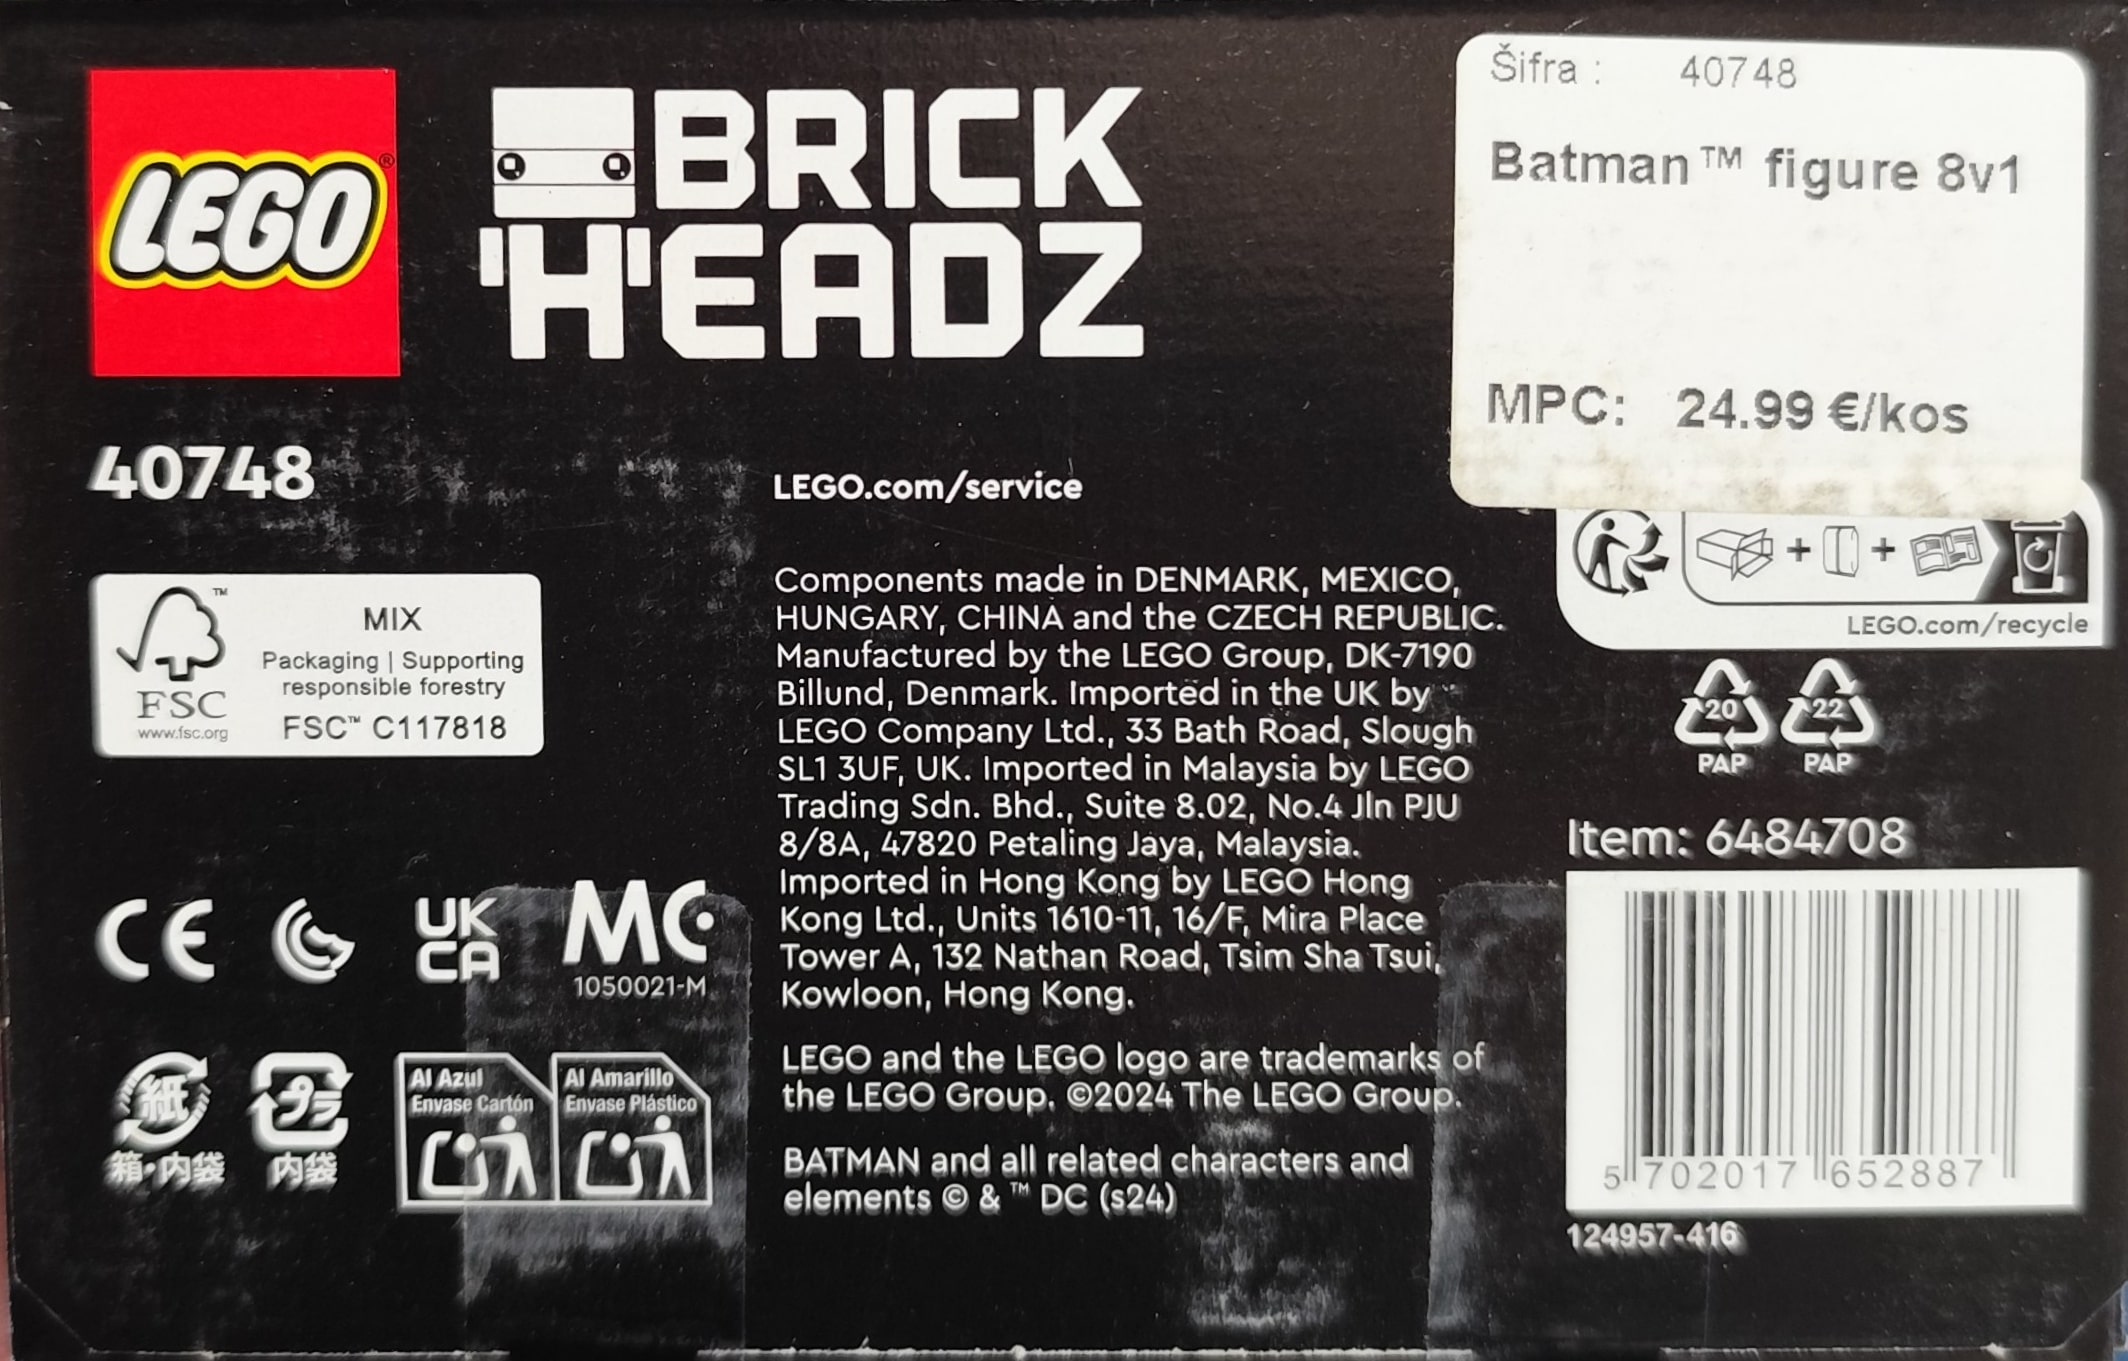 LEGO®
BRICK
'H'EADZ
40748
MIX
Packaging | Supporting
responsible forestry
FSC™ C117818
™
FSC
www.fsc.org
CE
UK
CA
MC
1050021-M
紙
箱・内袋
プラ
内袋
Al Azul
Envase Cartón
Al Amarillo
Envase Plástico
LEGO.com/service
Components made in DENMARK, MEXICO,
HUNGARY, CHINA and the CZECH REPUBLIC.
Manufactured by the LEGO Group, DK-7190
Billund, Denmark. Imported in the UK by
LEGO Company Ltd., 33 Bath Road, Slough
SL1 3UF, UK. Imported in Malaysia by LEGO
Trading Sdn. Bhd., Suite 8.02, No.4 Jln PJU
8/8A, 47820 Petaling Jaya, Malaysia.
Imported in Hong Kong by LEGO Hong
Kong Ltd., Units 1610-11, 16/F, Mira Place
Tower A, 132 Nathan Road, Tsim Sha Tsui,
Kowloon, Hong Kong.
LEGO and the LEGO logo are trademarks of
the LEGO Group. ©2024 The LEGO Group.
BATMAN and all related characters and
elements © & ™ DC (s24)
Šifra : 40748
Batman™ figure 8v1
MPC: 24.99 €/kos
+ +
LEGO.com/recycle
20 22
PAP PAP
Item: 6484708
5 702017 652887
124957-416